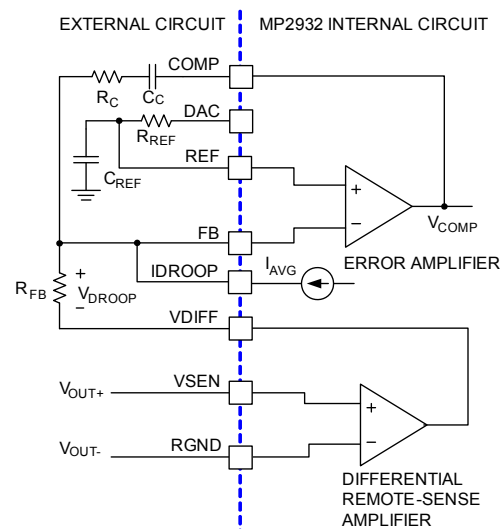 EXTERNAL CIRCUIT
MP2932 INTERNAL CIRCUIT
COMP
RC
CC
DAC
RREF
REF
CREF
+
−
VCOMP
FB
ERROR AMPLIFIER
IDROOP
IAVG
RFB
+
VDROOP
−
VDIFF
VOUT+
VSEN
+
VOUT-
RGND
−
DIFFERENTIAL
REMOTE-SENSE
AMPLIFIER